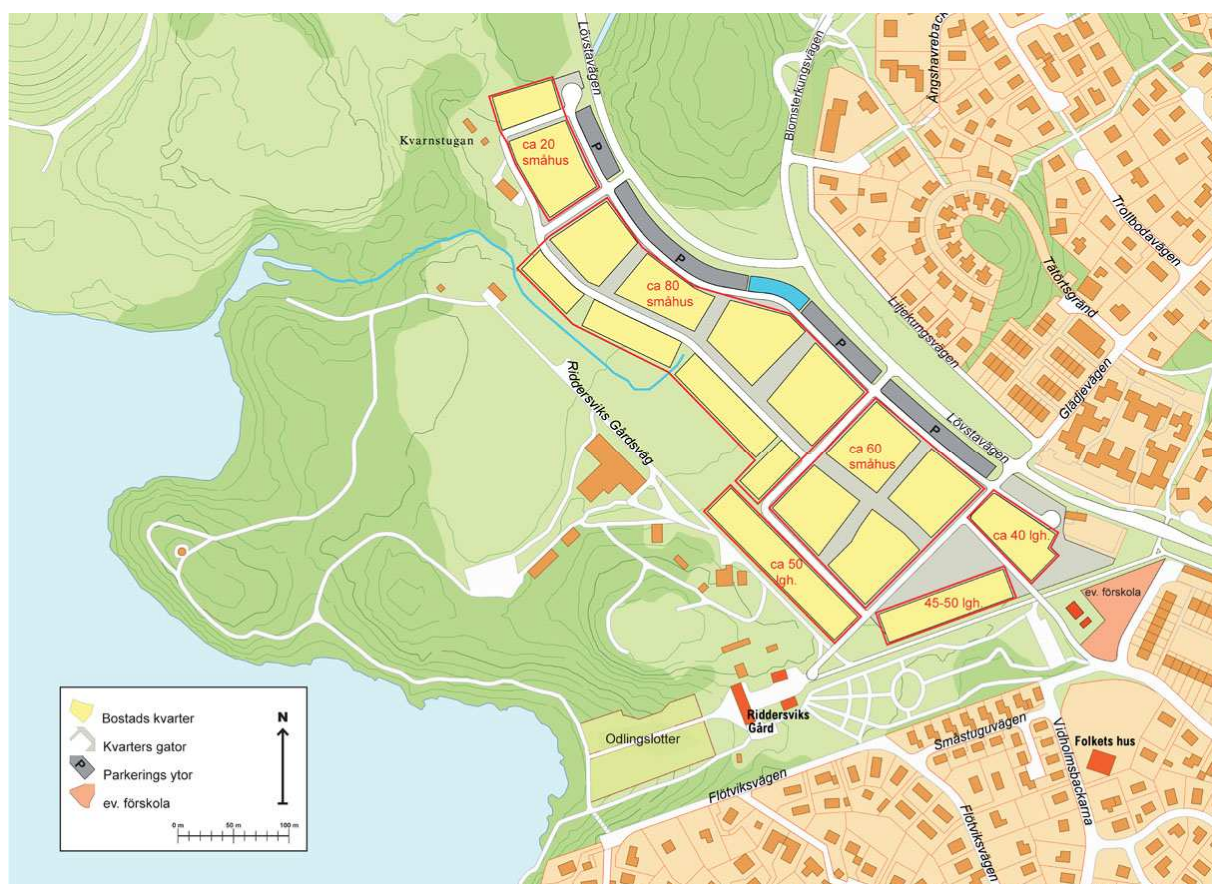 Lövstavägen
Blomsterkungsvägen
Ängshavrebacken
Kvarnstugan
ca 20
småhus
P
Trollbodavägen
Tåtörtsgränd
P
ca 80
småhus
Liljekungsvägen
Glädjevägen
P
Riddersviks Gårdsväg
Lövstavägen
P
ca 60
småhus
ca 40 lgh.
ca 50
lgh.
45-50 lgh.
ev. förskola
Riddersviks
Gård
Odlingslotter
Småstuguvägen
Vidholmsbackarna
Folkets hus
Flötviksvägen
Flötviksvägen
Bostads kvarter
Kvarters gator
P
Parkerings ytor
ev. förskola
N
0 m
50 m
100 m